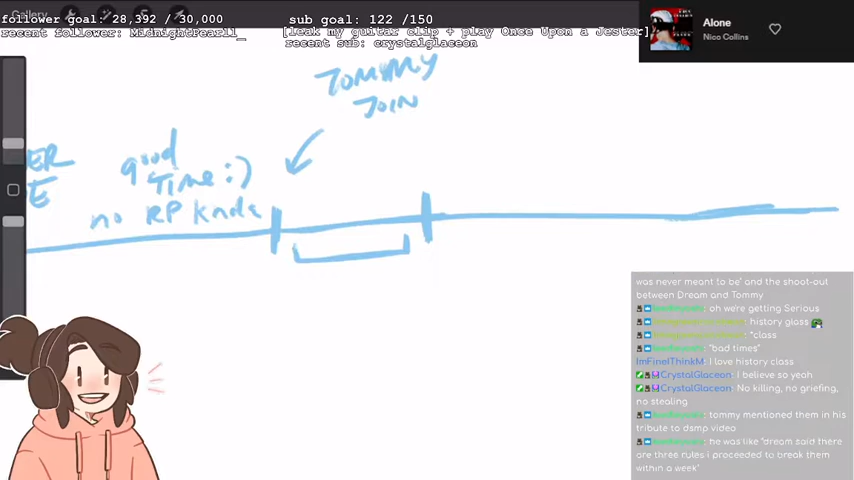 Gallery
follower goal: 28,392 / 30,000
sub goal: 122 /150
recent follower: MidnightPearll_
[leak my guitar clip + play Once Upon a Jester]
recent sub: crystalglaceon
Alone
Nico Collins
TOMMY
JOIN
ER
E
good
TIME :)
no RP knda
was never meant to be" and the shoot-out
between Dream and Tommy
: oh we're getting Serious
: history glass
: *class
: "bad times"
ImFineIThinkM: I love history class
CrystalGlaceon: I believe so yeah
CrystalGlaceon: No killing, no griefing,
no stealing
: tommy mentioned them in his
tribute to dsmp video
: he was like "dream said there
are three rules i proceeded to break them
within a week"